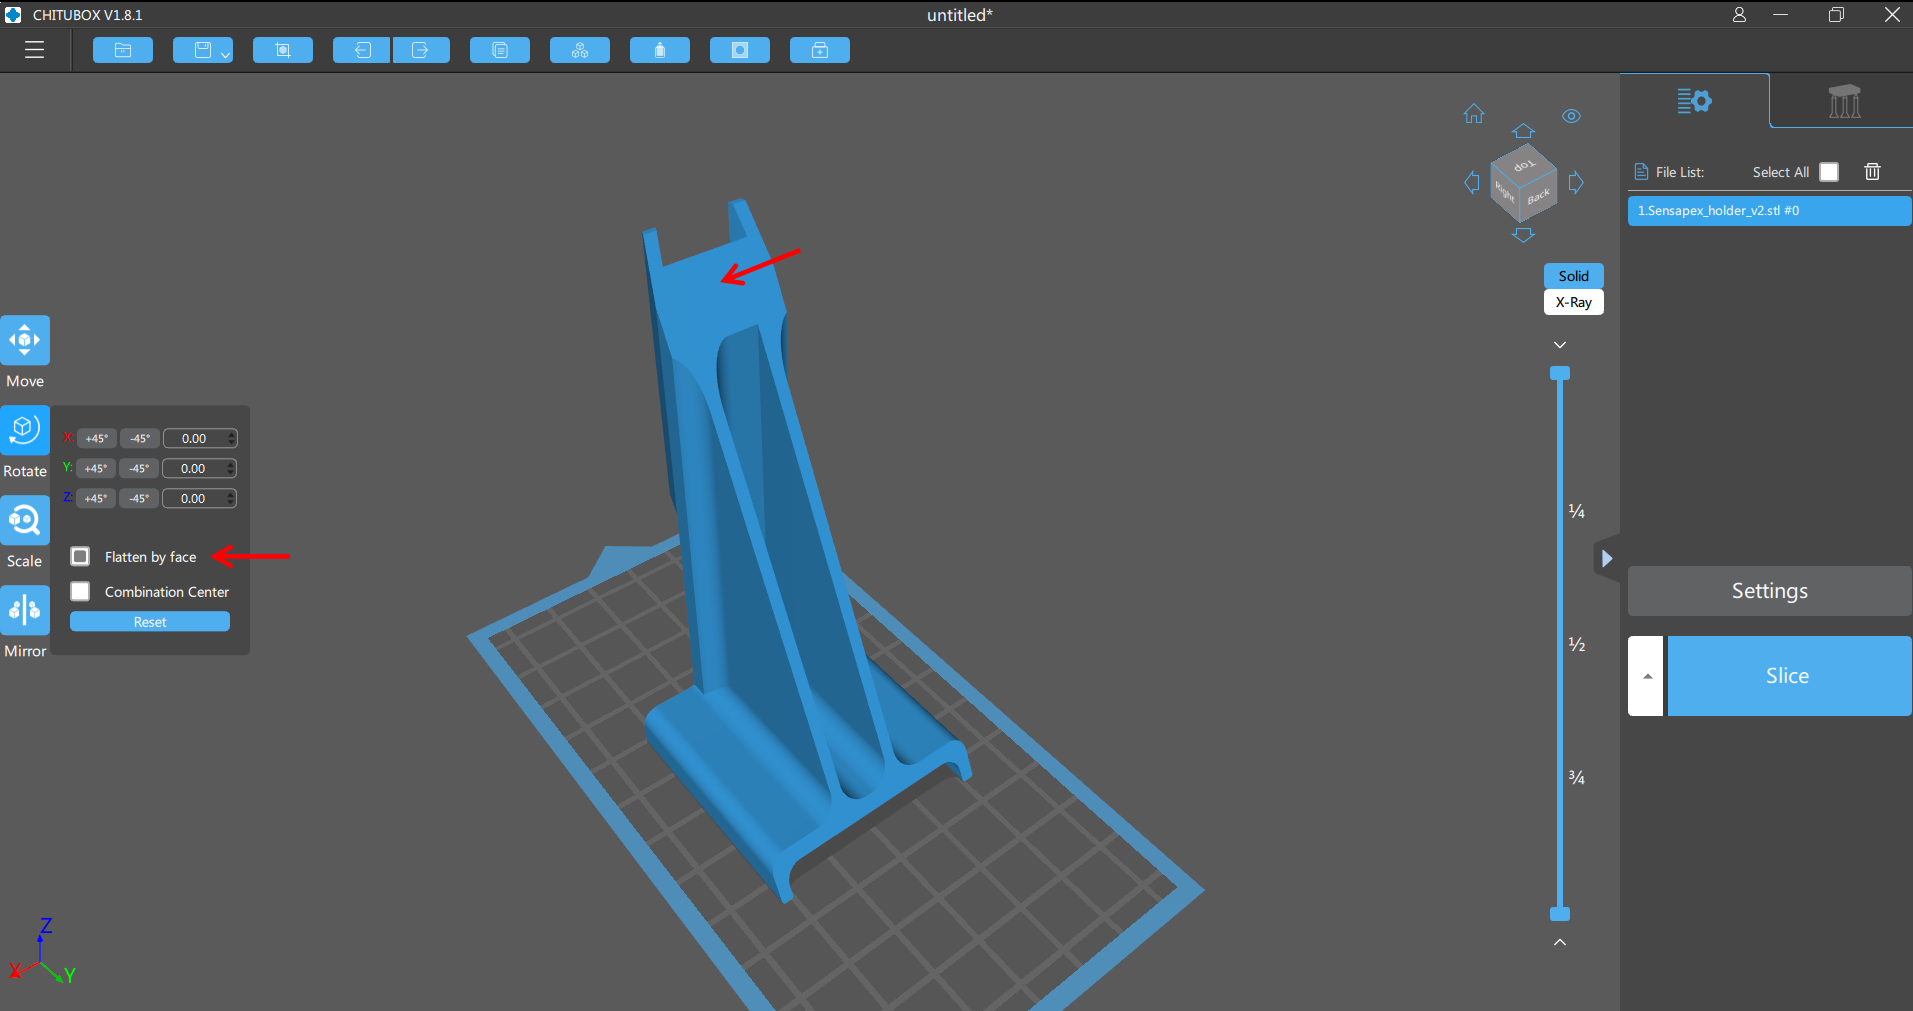 CHITUBOX V1.8.1
untitled*
Top
Right
Back
File List:
Select All
1.Sensapex_holder_v2.stl #0
Solid
X-Ray
Move
X: +45° -45° 0.00
Rotate
Y: +45° -45° 0.00
Z: +45° -45° 0.00
Scale
Flatten by face
Combination Center
Reset
Mirror
¼
½
¾
Settings
Slice
Z
X
Y